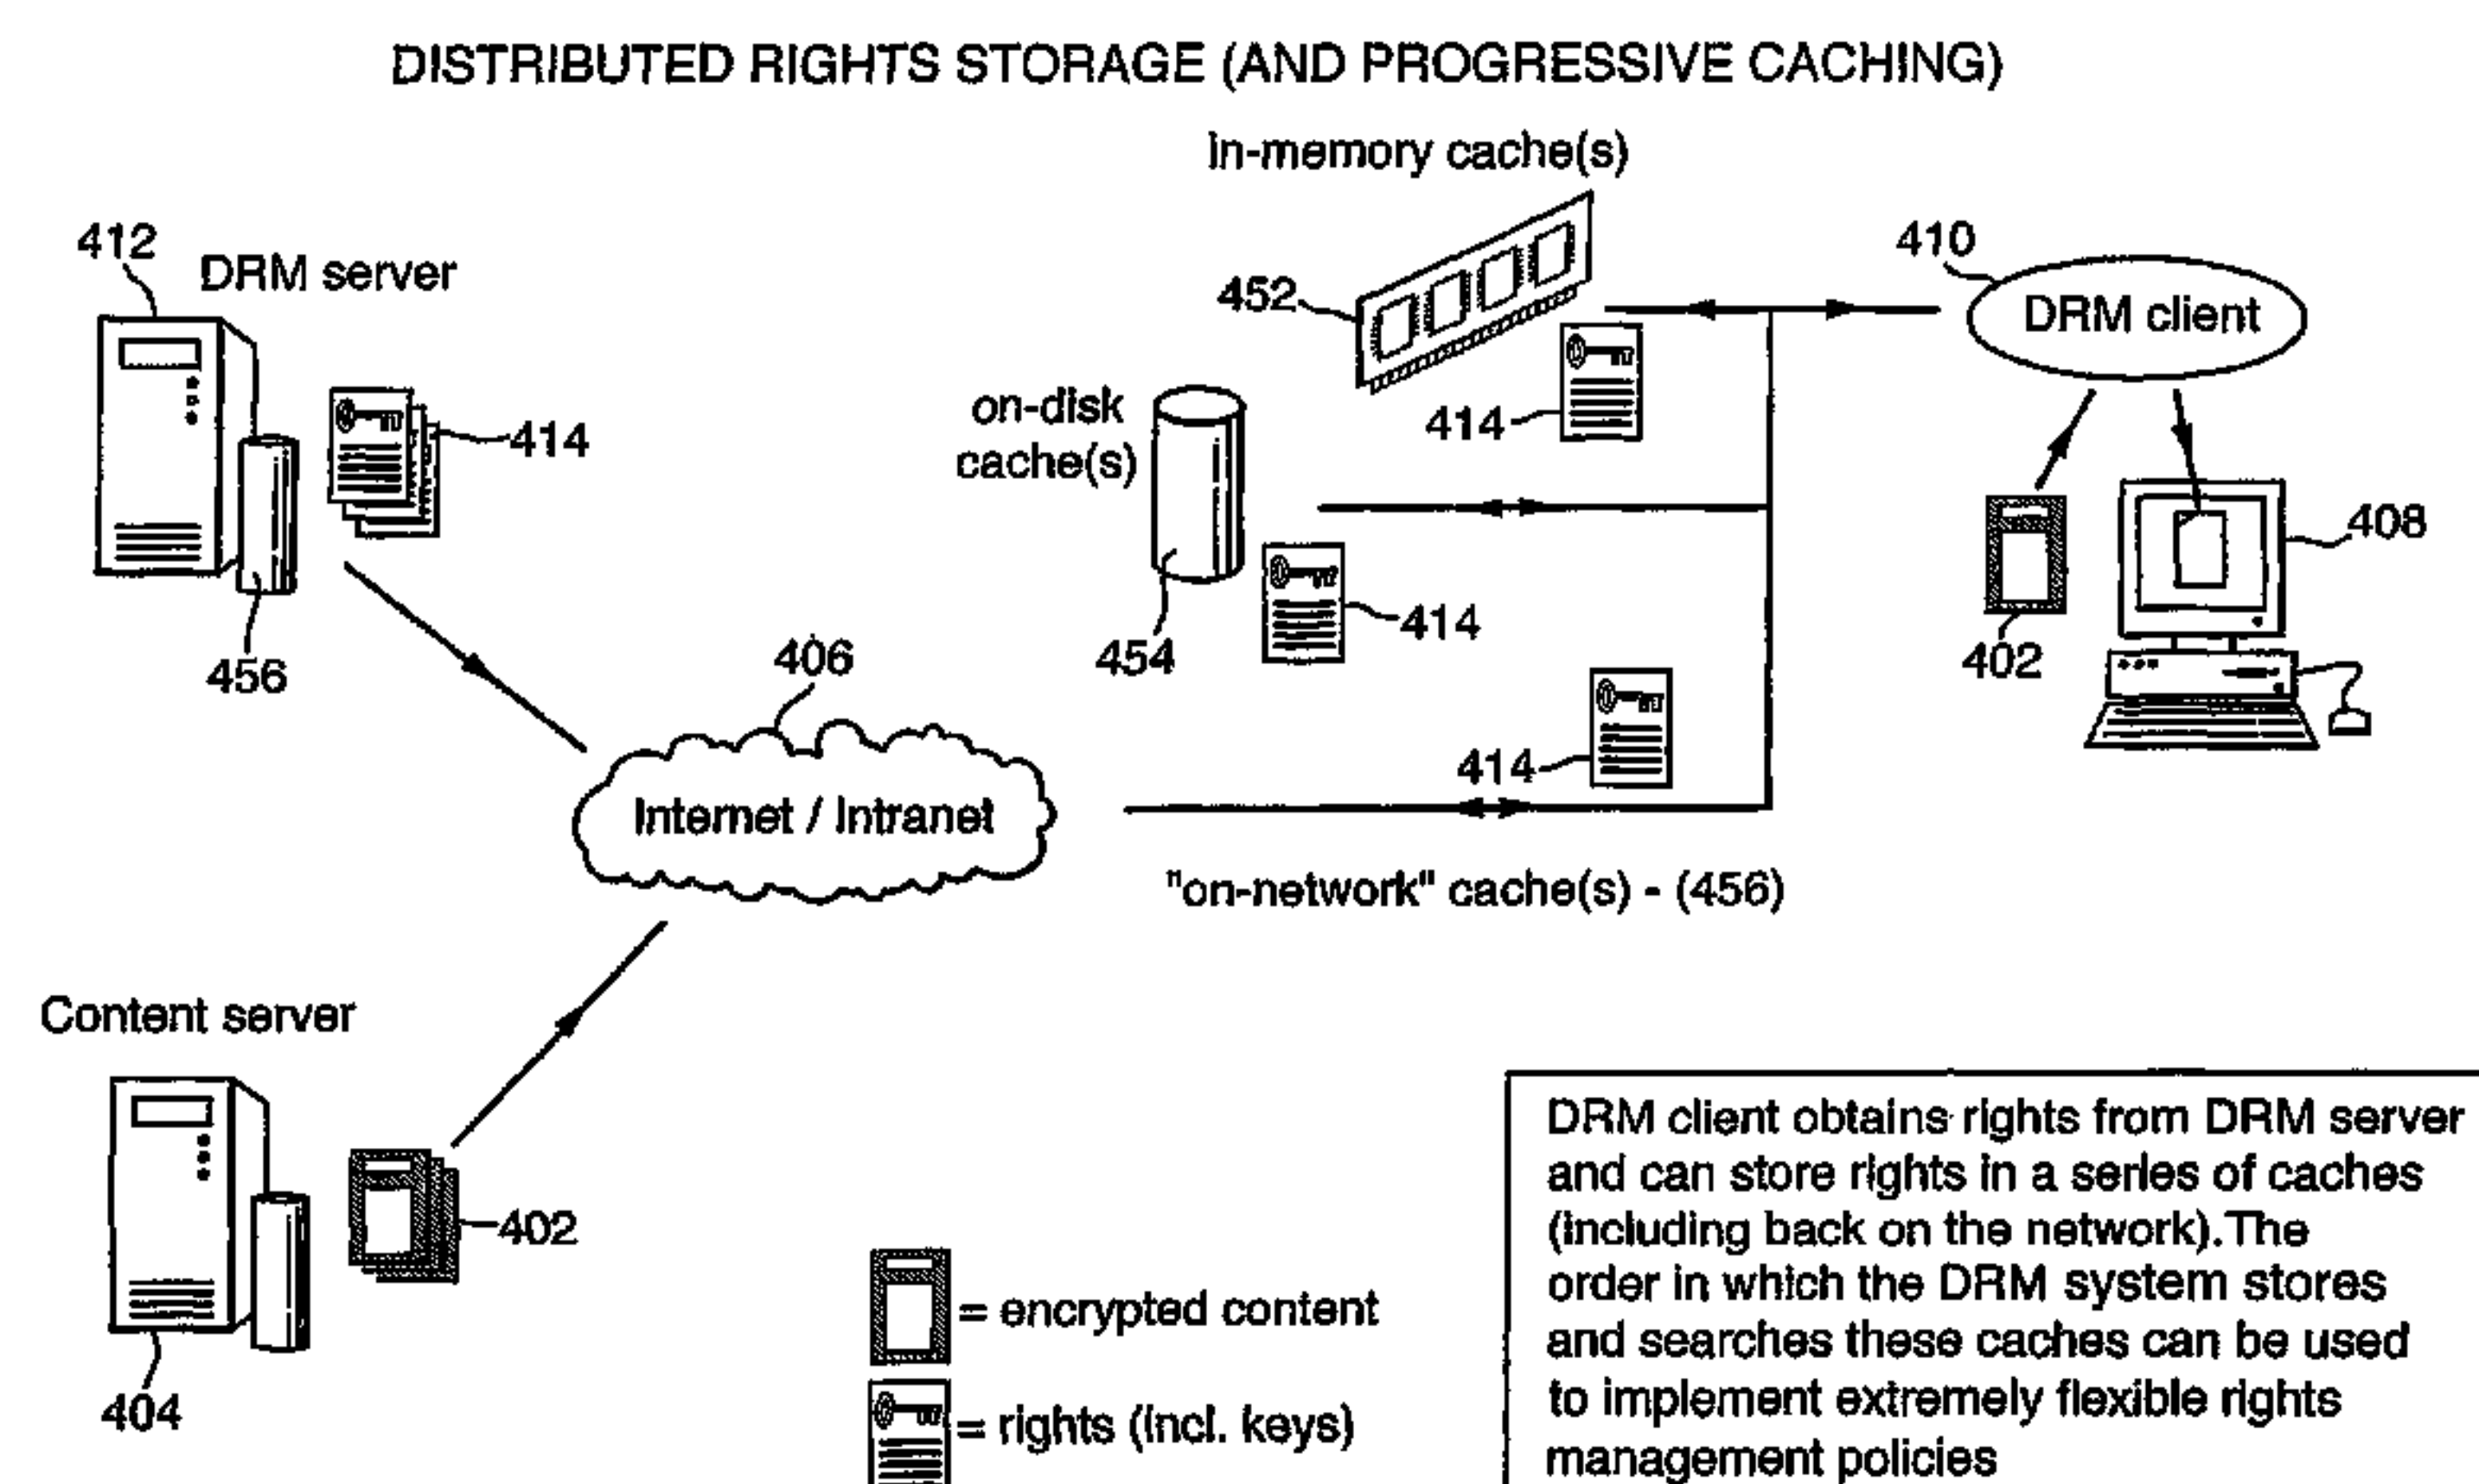 DISTRIBUTED RIGHTS STORAGE (AND PROGRESSIVE CACHING)
in-memory cache(s)
412
DRM server
452
410
DRM client
414
on-disk
cache(s)
414
408
414
454
402
456
406
414
Internet / Intranet
"on-network" cache(s) - (456)
Content server
402
404
= encrypted content
= rights (incl. keys)
DRM client obtains rights from DRM server
and can store rights in a series of caches
(including back on the network).The
order in which the DRM system stores
and searches these caches can be used
to implement extremely flexible rights
management policies